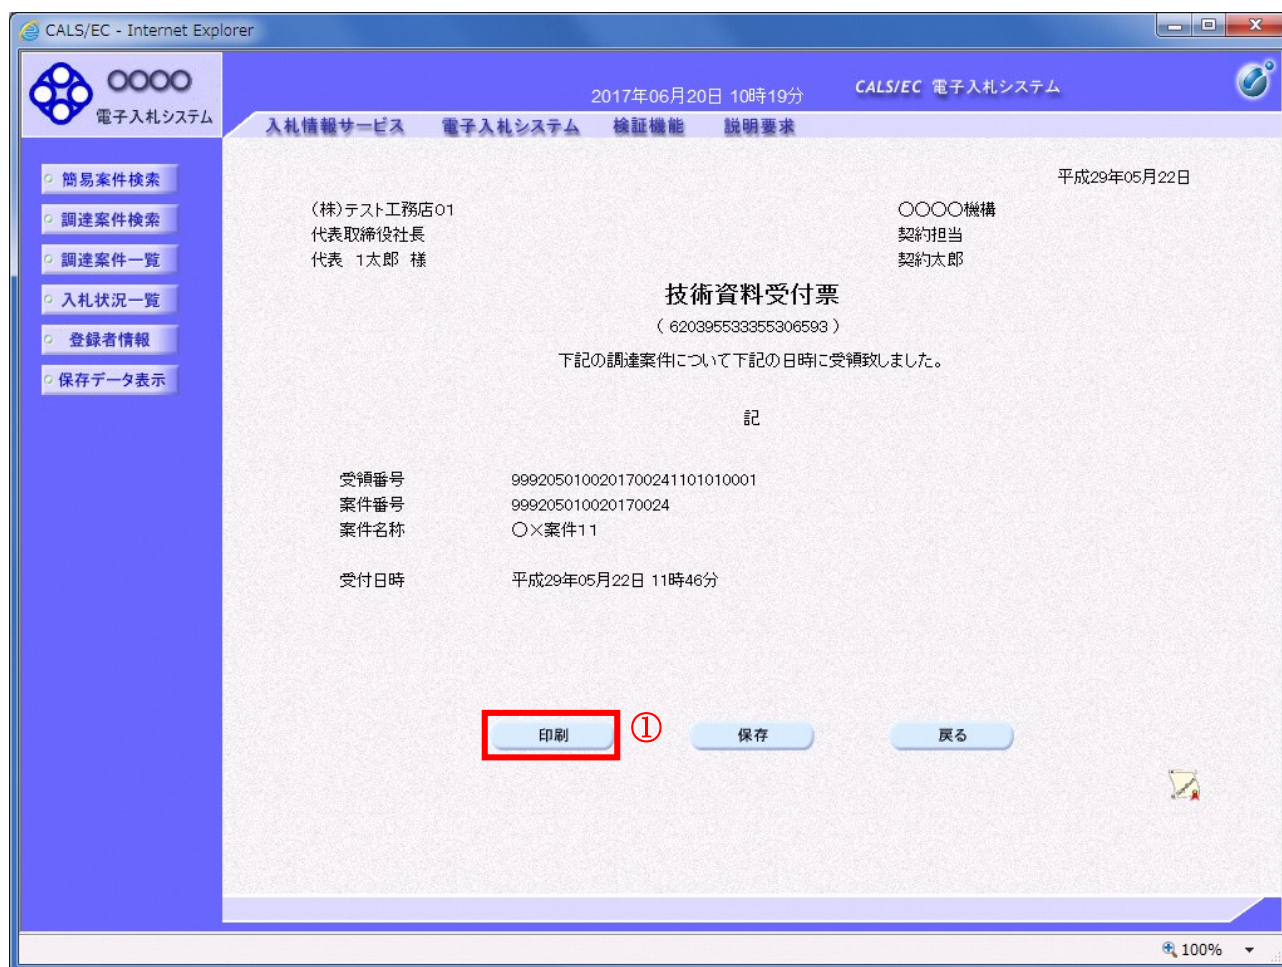 CALS/EC - Internet Explorer
〇〇〇〇
電子入札システム
2017年06月20日 10時19分
CALS/EC 電子入札システム
入札情報サービス 電子入札システム 検証機能 説明要求
簡易案件検索
調達案件検索
調達案件一覧
入札状況一覧
登録者情報
保存データ表示
平成29年05月22日
(株)テスト工務店01
代表取締役社長
代表 1太郎 様
〇〇〇〇機構
契約担当
契約太郎
技術資料受付票
( 620395533355306593 )
下記の調達案件について下記の日時に受領致しました。
記
受領番号 9992050100201700241101010001
案件番号 999205010020170024
案件名称 〇×案件11
受付日時 平成29年05月22日 11時46分
印刷 ① 保存 戻る
100%